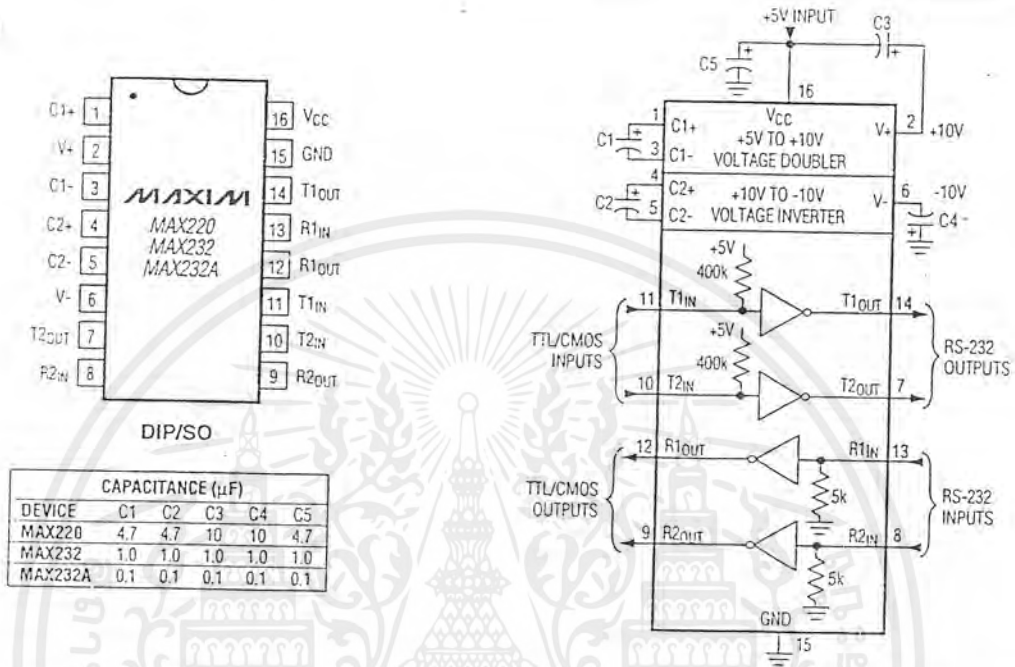 C1+ 1
V+ 2
C1- 3
C2+ 4
C2- 5
V- 6
T2OUT 7
R2IN 8
16 VCC
15 GND
14 T1OUT
13 R1IN
12 R1OUT
11 T1IN
10 T2IN
9 R2OUT
MAXIM
MAX220
MAX232
MAX232A
DIP/SO
CAPACITANCE (µF)
DEVICE C1 C2 C3 C4 C5
MAX220 4.7 4.7 10 10 4.7
MAX232 1.0 1.0 1.0 1.0 1.0
MAX232A 0.1 0.1 0.1 0.1 0.1
+5V INPUT
C3
+
C5 +
16
VCC
1 C1+
C1 +
3 C1-
+5V TO +10V
VOLTAGE DOUBLER
V+ 2 +10V
4 C2+
C2 +
5 C2-
+10V TO -10V
VOLTAGE INVERTER
V- 6 -10V
C4
+
+5V
400k
11 T1IN
T1OUT 14
+5V
400k
TTL/CMOS
INPUTS
RS-232
OUTPUTS
10 T2IN
T2OUT 7
12 R1OUT
R1IN 13
5k
TTL/CMOS
OUTPUTS
RS-232
INPUTS
9 R2OUT
R2IN 8
5k
GND
15